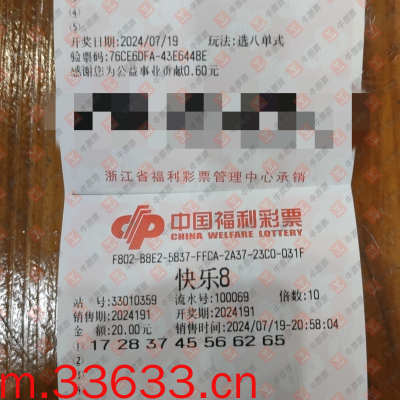 (5)
开奖日期:2024/07/19 玩法:选八单式
验票码:76CE6DFA-43E644BE
感谢您为公益事业贡献0.60元
浙江省福利彩票管理中心承销
中国福利彩票
CHINA WELFARE LOTTERY
F802-B8E2-5B37-FFCA-2A37-23C0-031F
快乐8
站 号:33010359 流水号:100069 倍数:10
销售期:2024191 开奖期:2024191
金 额:20.00元 销售时间:2024/07/19-20:58:04
① 17 28 37 45 56 62 65
m.33633.cn